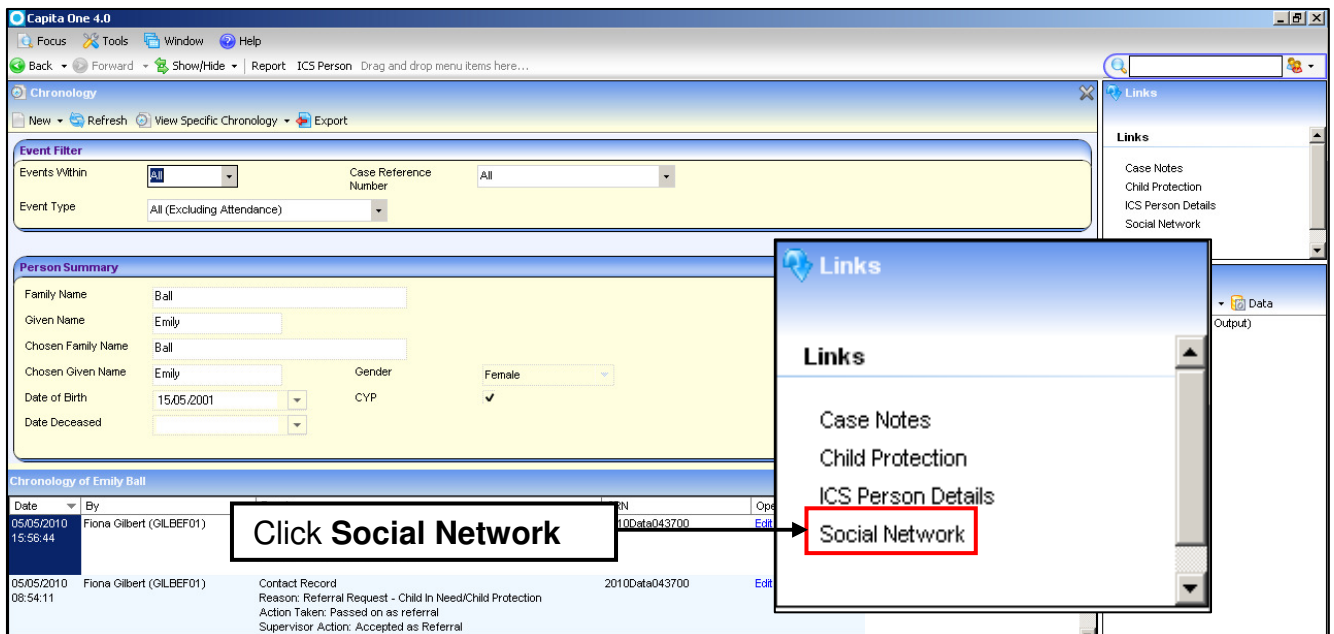 Capita One 4.0
Focus Tools Window Help
Back Forward Show/Hide Report ICS Person Drag and drop menu items here...
Chronology
Links
New Refresh View Specific Chronology Export
Links
Event Filter
Events Within All Case Reference Number All
Case Notes
Child Protection
Event Type All (Excluding Attendance)
ICS Person Details
Social Network
Person Summary
Family Name Ball
Given Name Emily
Chosen Family Name Ball
Chosen Given Name Emily Gender Female
Date of Birth 15/05/2001 CYP
Date Deceased
Data
Output)
Links
Links
Case Notes
Child Protection
ICS Person Details
Social Network
Chronology of Emily Ball
Date By
05/05/2010 15:56:44 Fiona Gilbert (GILBEF01) Edit
Click Social Network
05/05/2010 08:54:11 Fiona Gilbert (GILBEF01) Contact Record 2010Data043700 Edit
Reason: Referral Request - Child In Need/Child Protection
Action Taken: Passed on as referral
Supervisor Action: Accepted as Referral